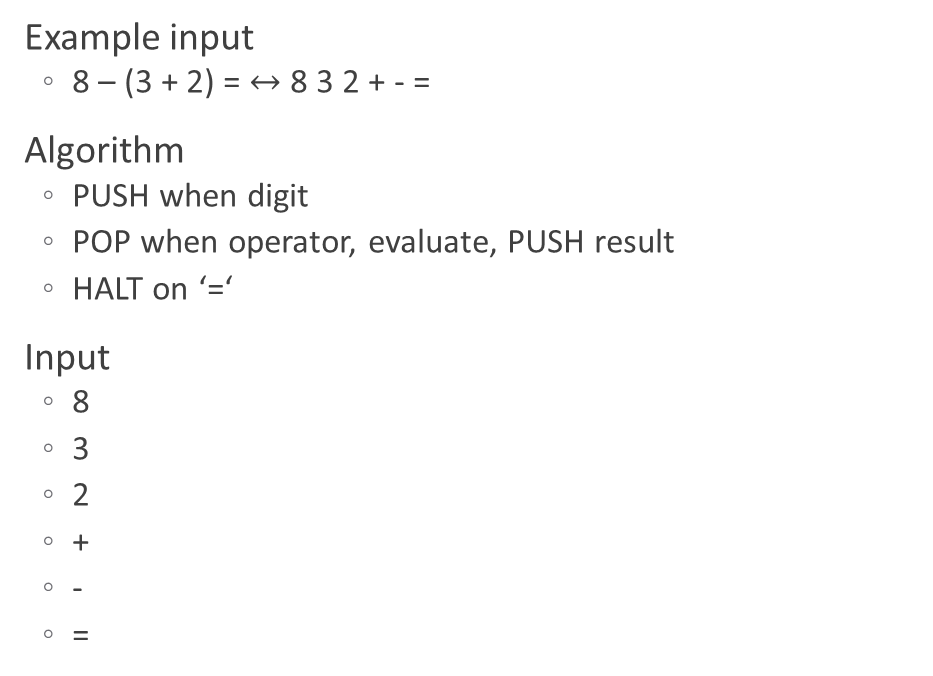 Example input
◦ 8 – (3 + 2) = ↔ 8 3 2 + - =
Algorithm
◦ PUSH when digit
◦ POP when operator, evaluate, PUSH result
◦ HALT on ‘=‘
Input
◦ 8
◦ 3
◦ 2
◦ +
◦ -
◦ =